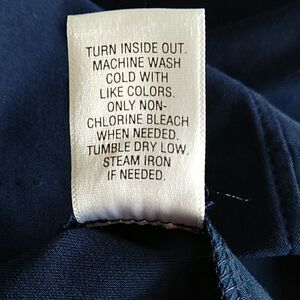 TURN INSIDE OUT.
MACHINE WASH
COLD WITH
LIKE COLORS.
ONLY NON-
CHLORINE BLEACH
WHEN NEEDED.
TUMBLE DRY LOW.
STEAM IRON
IF NEEDED.